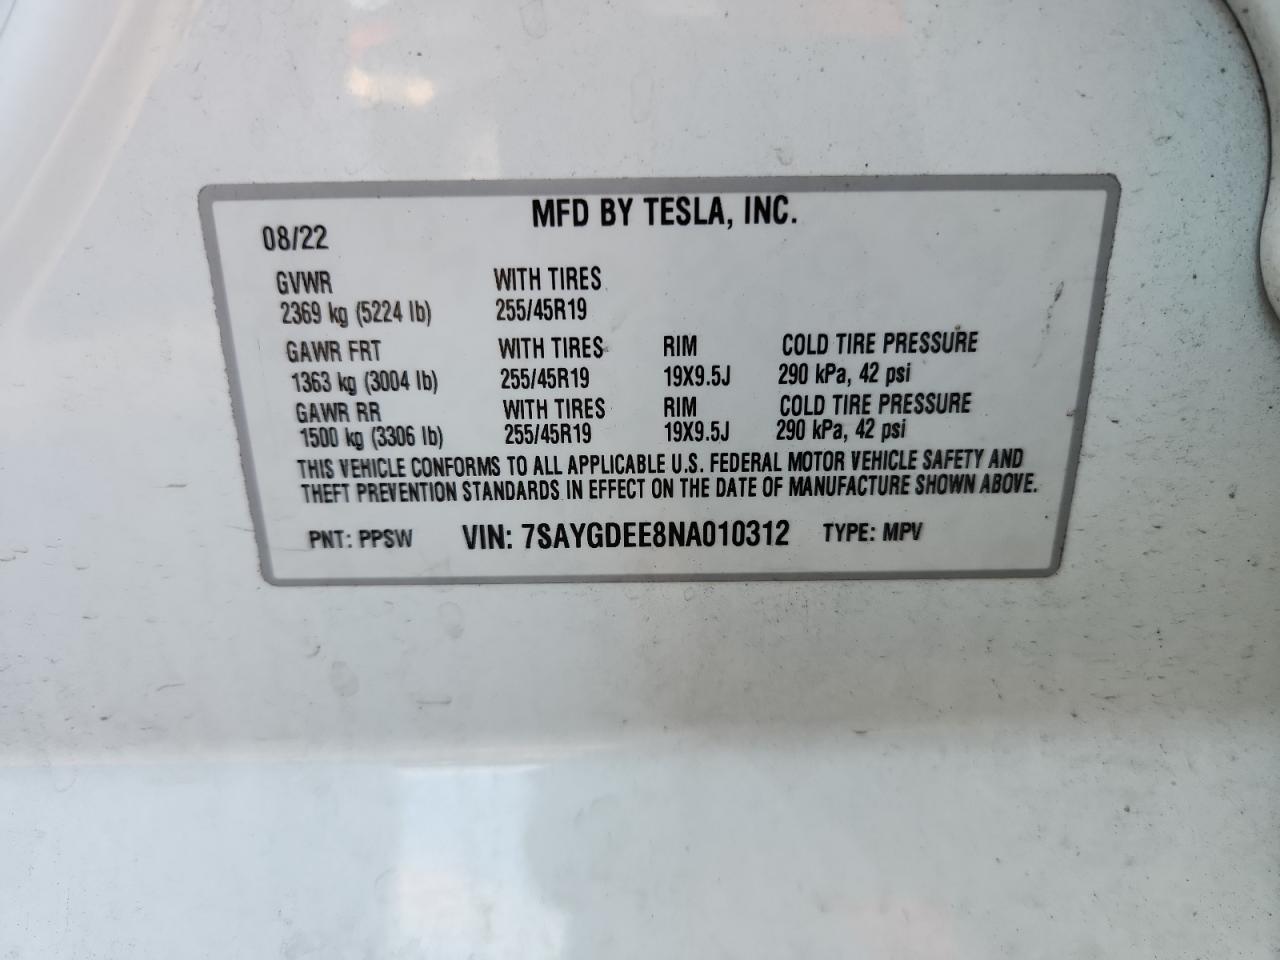 MFD BY TESLA, INC.
08/22
GVWR WITH TIRES
2369 kg (5224 lb) 255/45R19
GAWR FRT WITH TIRES RIM COLD TIRE PRESSURE
1363 kg (3004 lb) 255/45R19 19X9.5J 290 kPa, 42 psi
GAWR RR WITH TIRES RIM COLD TIRE PRESSURE
1500 kg (3306 lb) 255/45R19 19X9.5J 290 kPa, 42 psi
THIS VEHICLE CONFORMS TO ALL APPLICABLE U.S. FEDERAL MOTOR VEHICLE SAFETY AND
THEFT PREVENTION STANDARDS IN EFFECT ON THE DATE OF MANUFACTURE SHOWN ABOVE.
PNT: PPSW VIN: 7SAYGDEE8NA010312 TYPE: MPV